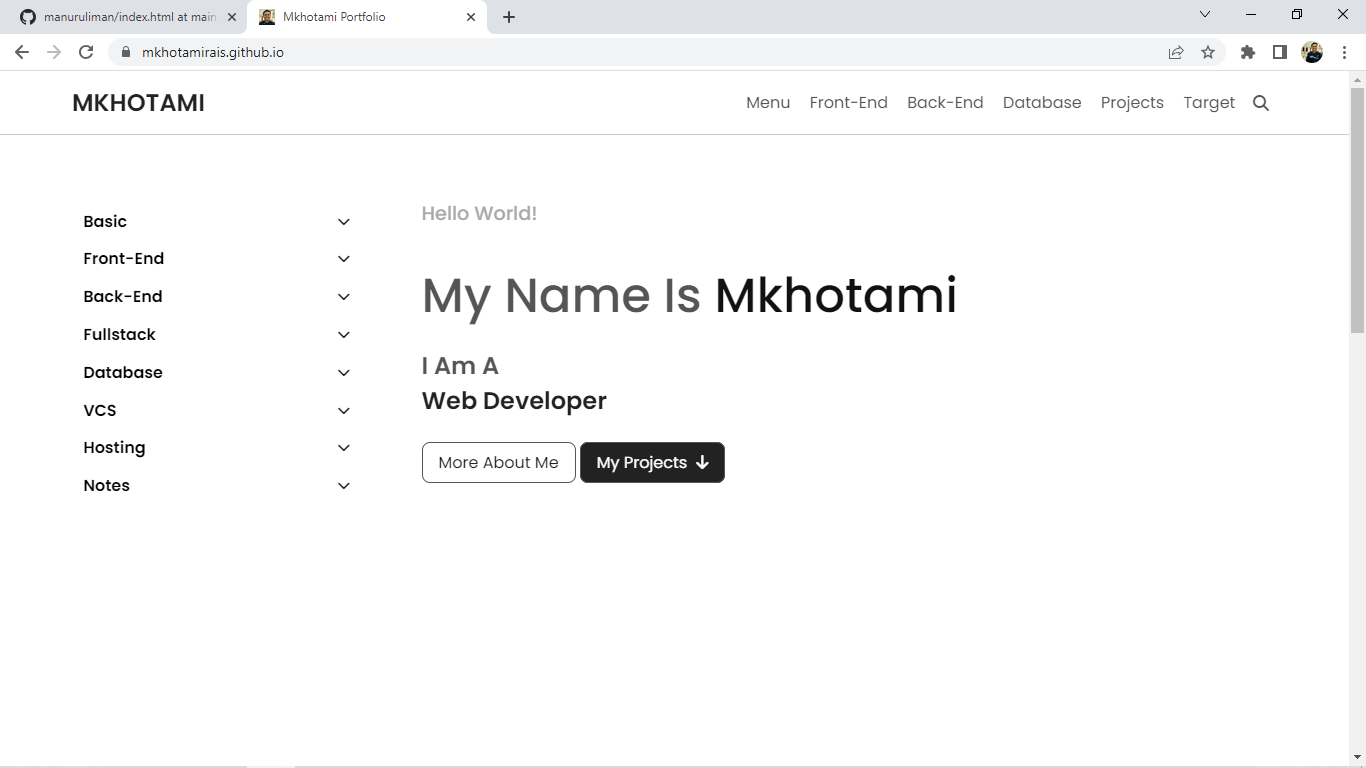 manuruliman/index.html at main
Mkhotami Portfolio
mkhotamirais.github.io
MKHOTAMI
Menu Front-End Back-End Database Projects Target
Basic
Front-End
Back-End
Fullstack
Database
VCS
Hosting
Notes
Hello World!
My Name Is Mkhotami
I Am A
Web Developer
More About Me
My Projects